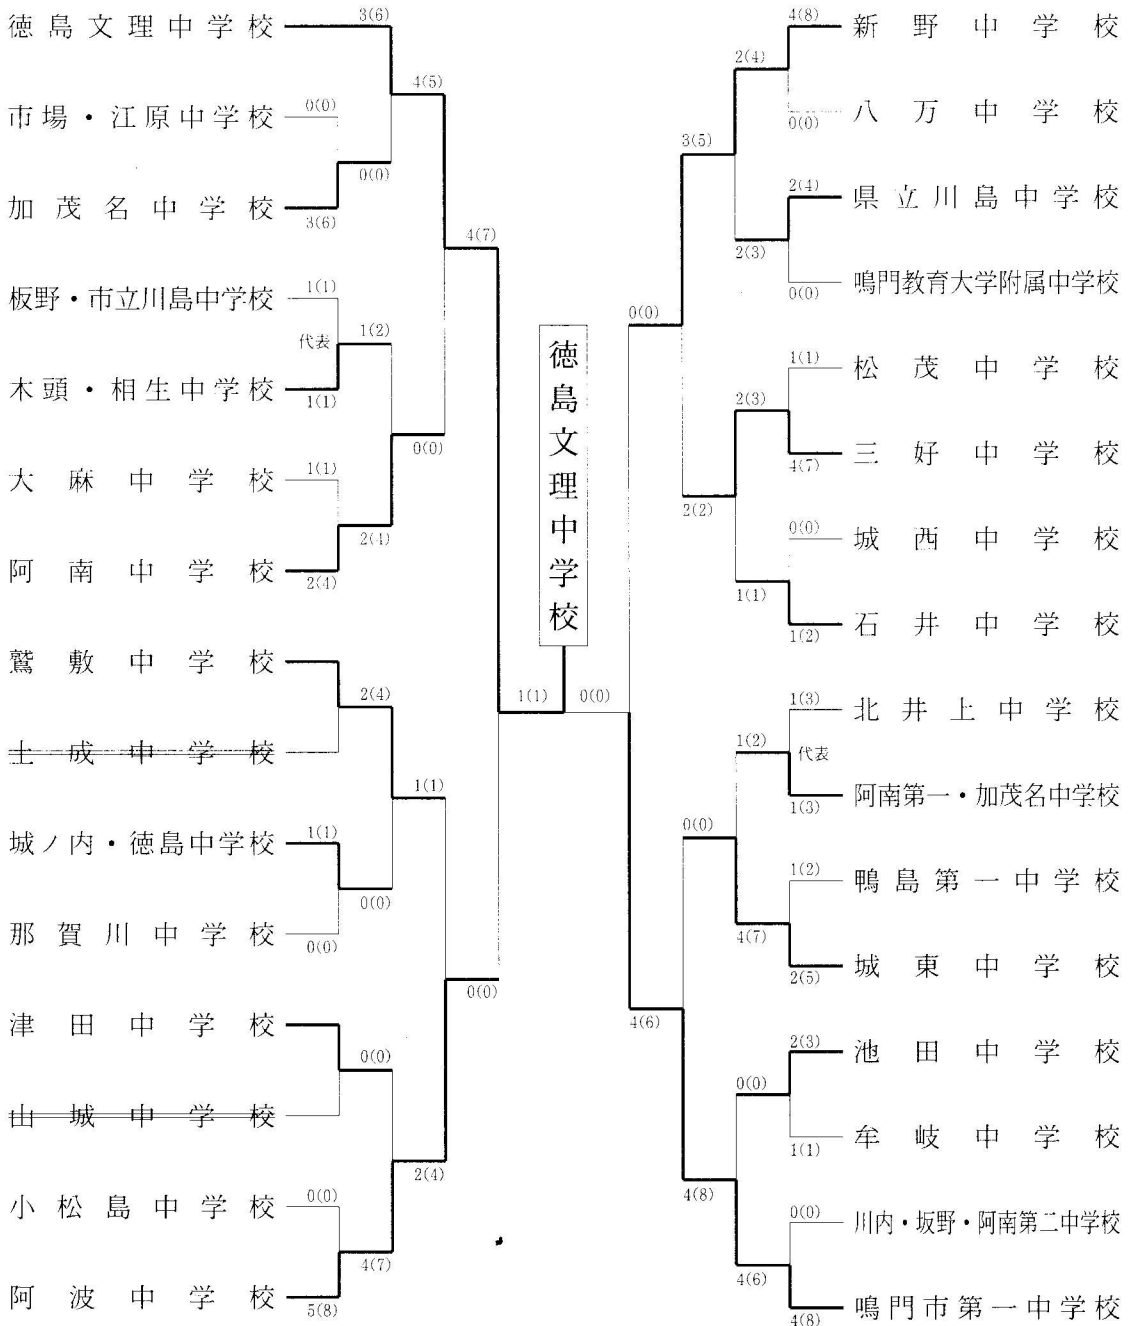 徳島文理中学校
3(6)
4(5)
市場・江原中学校
0(0)
0(0)
加茂名中学校
3(6)
4(7)
板野・市立川島中学校
1(1)
代表
1(2)
木頭・相生中学校
1(1)
0(0)
大麻中学校
1(1)
2(4)
阿南中学校
2(4)
鷲敷中学校
2(4)
土成中学校
1(1)
城ノ内・徳島中学校
1(1)
0(0)
那賀川中学校
0(0)
0(0)
津田中学校
0(0)
山城中学校
2(4)
小松島中学校
0(0)
4(7)
阿波中学校
5(8)
徳島文理中学校
1(1)
0(0)
4(8)
新野中学校
2(4)
八万中学校
0(0)
3(5)
2(4)
県立川島中学校
2(3)
鳴門教育大学附属中学校
0(0)
0(0)
1(1)
松茂中学校
2(3)
三好中学校
4(7)
2(2)
0(0)
城西中学校
1(1)
石井中学校
1(2)
1(3)
北井上中学校
1(2)
代表
阿南第一・加茂名中学校
1(3)
0(0)
1(2)
鴨島第一中学校
4(7)
城東中学校
2(5)
4(6)
2(3)
池田中学校
0(0)
牟岐中学校
1(1)
4(8)
0(0)
川内・坂野・阿南第二中学校
4(6)
鳴門市第一中学校
4(8)